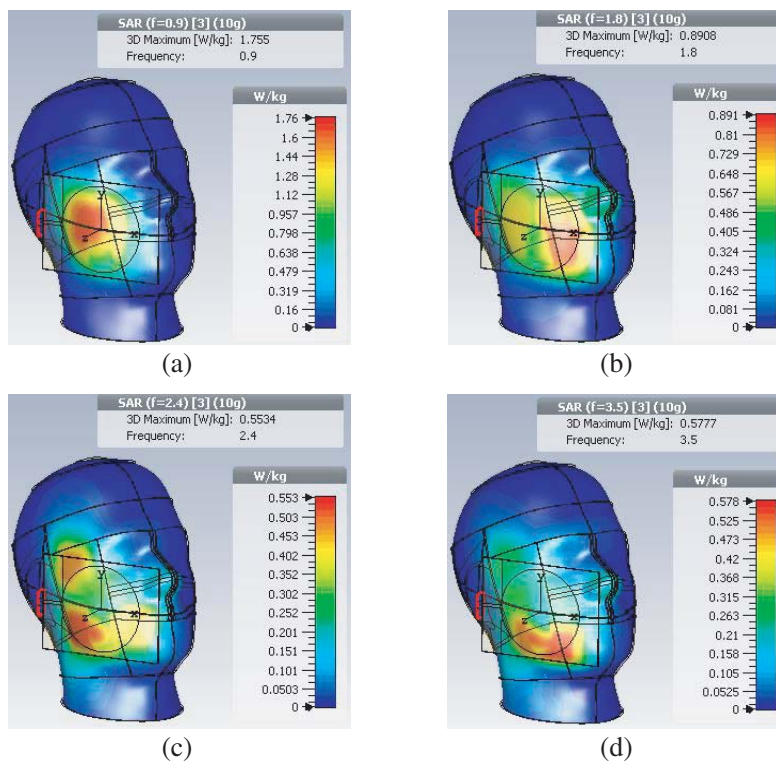 SAR (f=0.9) [3] (10g)
3D Maximum [W/kg]: 1.755
Frequency: 0.9
W/kg
1.76
1.6
1.44
1.28
1.12
0.957
0.798
0.638
0.479
0.319
0.16
0
y
z
x
(a)
SAR (f=1.8) [3] (10g)
3D Maximum [W/kg]: 0.8908
Frequency: 1.8
W/kg
0.891
0.81
0.729
0.648
0.567
0.486
0.405
0.324
0.243
0.162
0.081
0
y
z
x
(b)
SAR (f=2.4) [3] (10g)
3D Maximum [W/kg]: 0.5534
Frequency: 2.4
W/kg
0.553
0.503
0.453
0.402
0.352
0.302
0.252
0.201
0.151
0.101
0.0503
0
y
z
x
(c)
SAR (f=3.5) [3] (10g)
3D Maximum [W/kg]: 0.5777
Frequency: 3.5
W/kg
0.578
0.525
0.473
0.42
0.368
0.315
0.263
0.21
0.158
0.105
0.0525
0
y
z
x
(d)